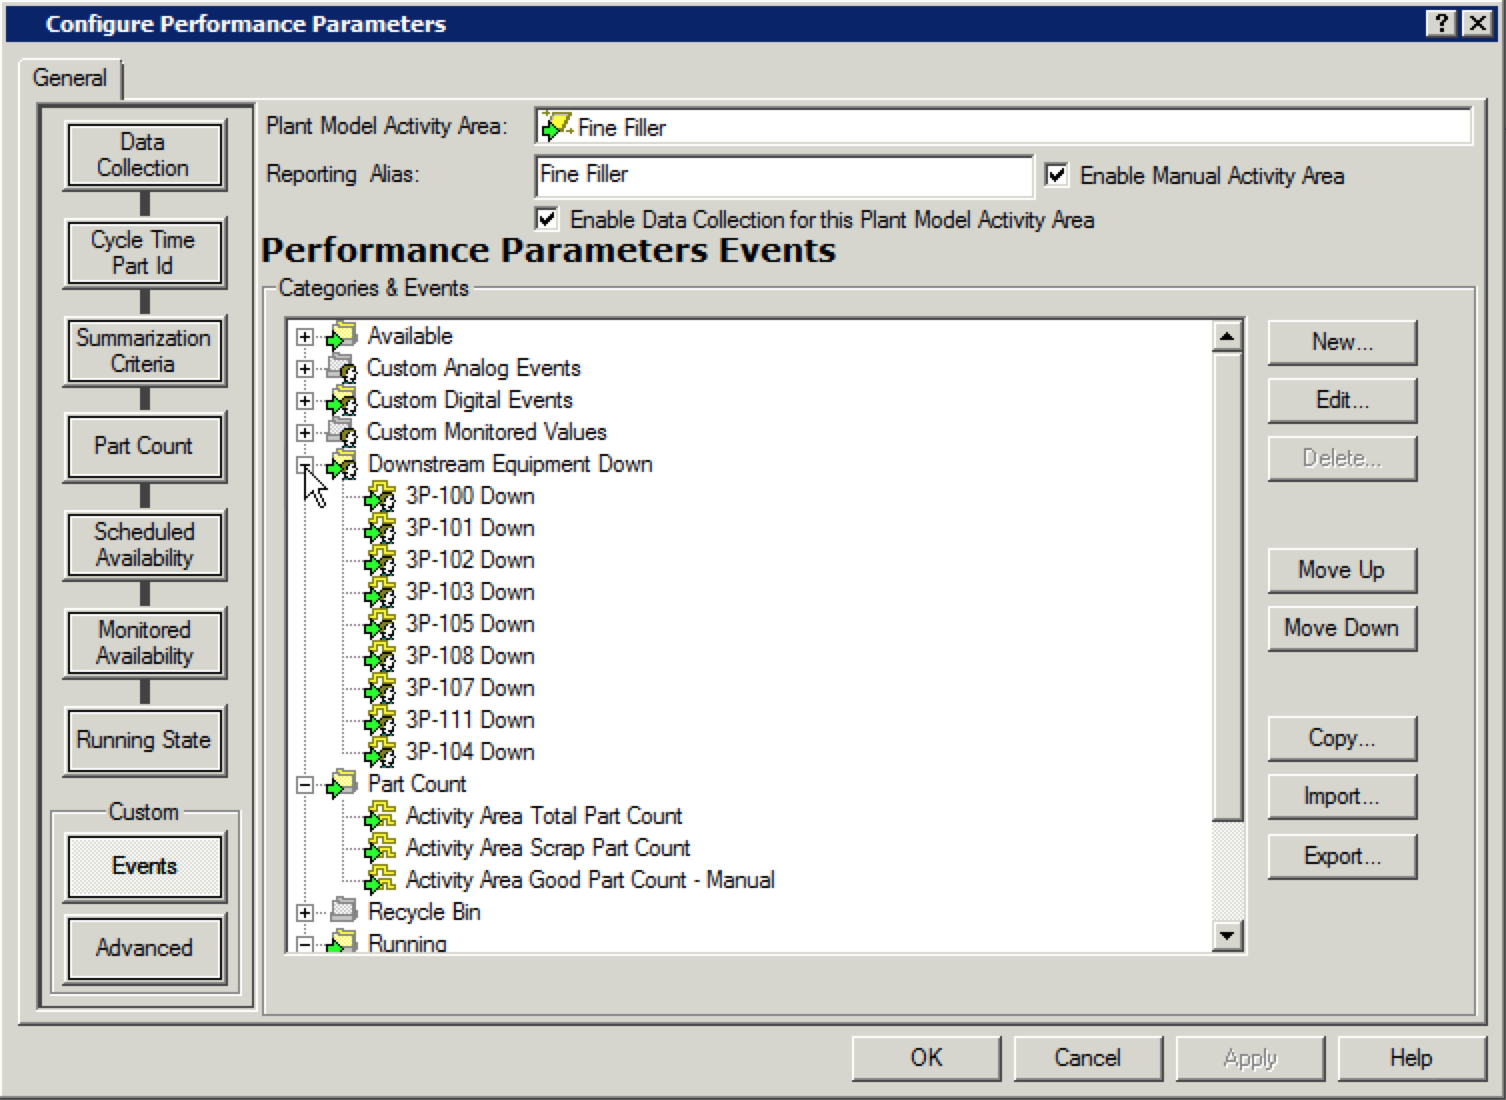 Configure Performance Parameters
General
Data
Collection
Cycle Time
Part Id
Summarization
Criteria
Part Count
Scheduled
Availability
Monitored
Availability
Running State
Custom
Events
Advanced
Plant Model Activity Area:
Fine Filler
Reporting Alias:
Fine Filler
Enable Manual Activity Area
Enable Data Collection for this Plant Model Activity Area
Performance Parameters Events
Categories & Events
Available
Custom Analog Events
Custom Digital Events
Custom Monitored Values
Downstream Equipment Down
3P-100 Down
3P-101 Down
3P-102 Down
3P-103 Down
3P-105 Down
3P-108 Down
3P-107 Down
3P-111 Down
3P-104 Down
Part Count
Activity Area Total Part Count
Activity Area Scrap Part Count
Activity Area Good Part Count - Manual
Recycle Bin
Running
New...
Edit...
Delete...
Move Up
Move Down
Copy...
Import...
Export...
OK
Cancel
Apply
Help